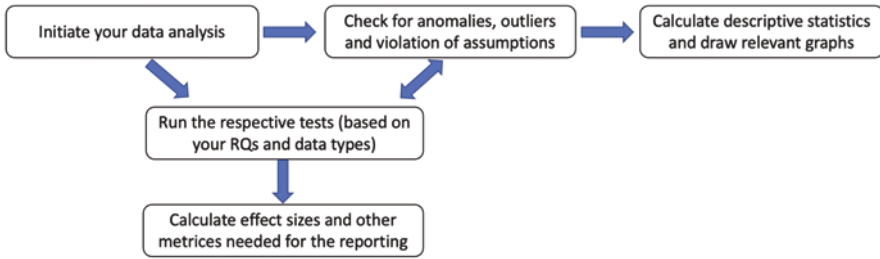 Initiate your data analysis
Check for anomalies, outliers
and violation of assumptions
Calculate descriptive statistics
and draw relevant graphs
Run the respective tests (based on
your RQs and data types)
Calculate effect sizes and other
metrices needed for the reporting